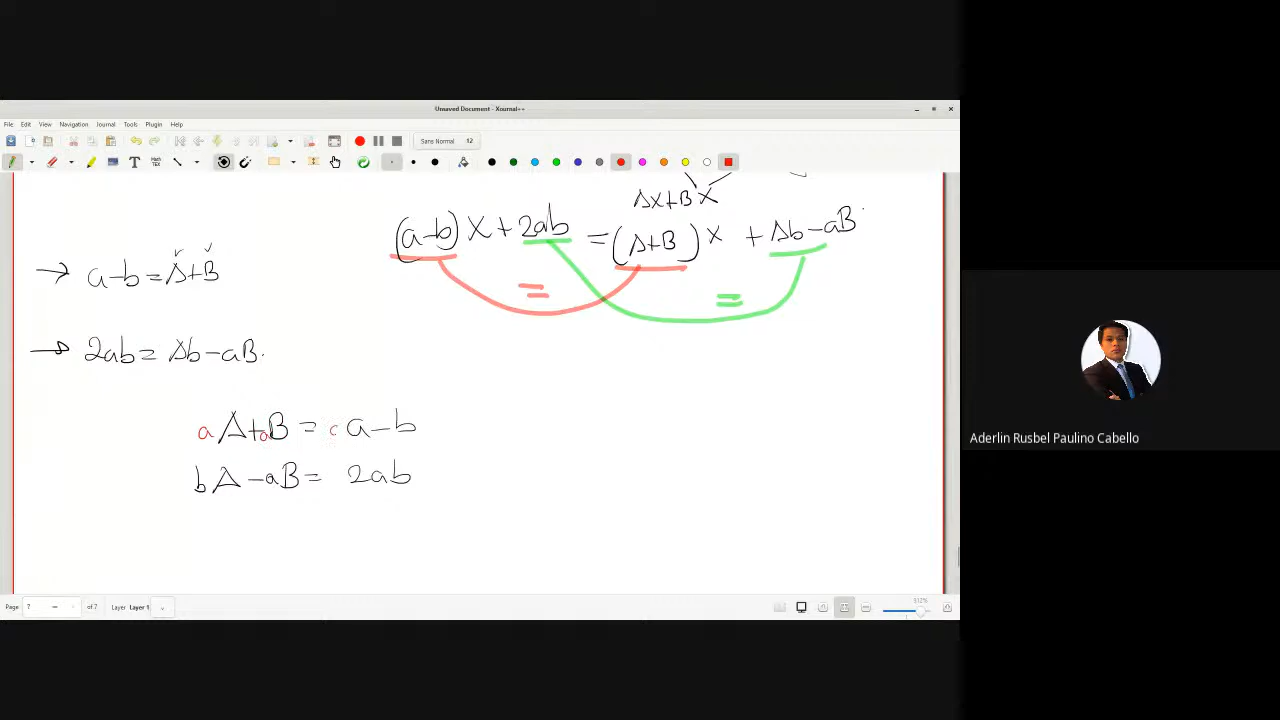 Unsaved Document - Xournal++
File Edit View Navigation Journal Tools Plugin Help
Sans Normal 12
Ax+Bx
(a-b)x+2ab=(A+B)x+Ab-aB
=
=
→ a-b=A+B
→ 2ab=Ab-aB.
aA+aB= c a-b
bA-aB= 2ab
Aderlin Rusbel Paulino Cabello
Page 7 of 7 Layer Layer 1
512%